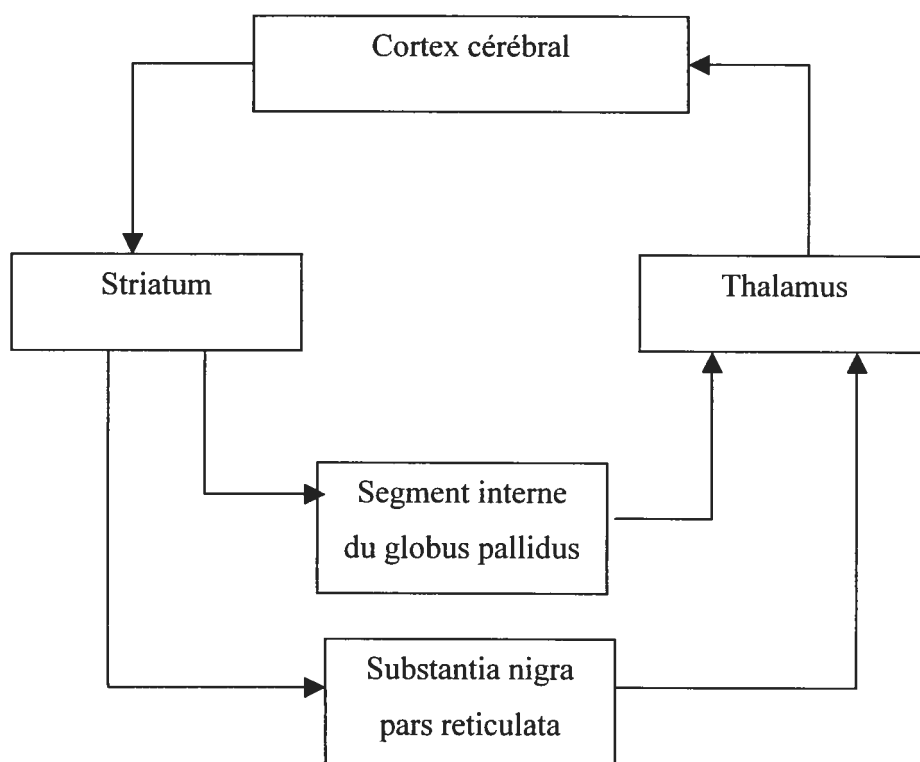 Cortex cérébral
Striatum
Thalamus
Segment interne
du globus pallidus
Substantia nigra
pars reticulata